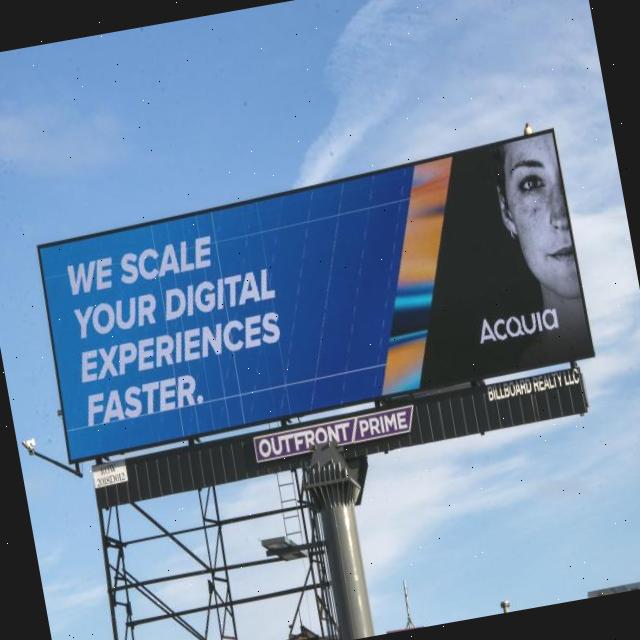 WE SCALE
YOUR DIGITAL
EXPERIENCES
FASTER.
ACQUIA
OUTFRONT/PRIME
BILLBOARD REALTY LLC